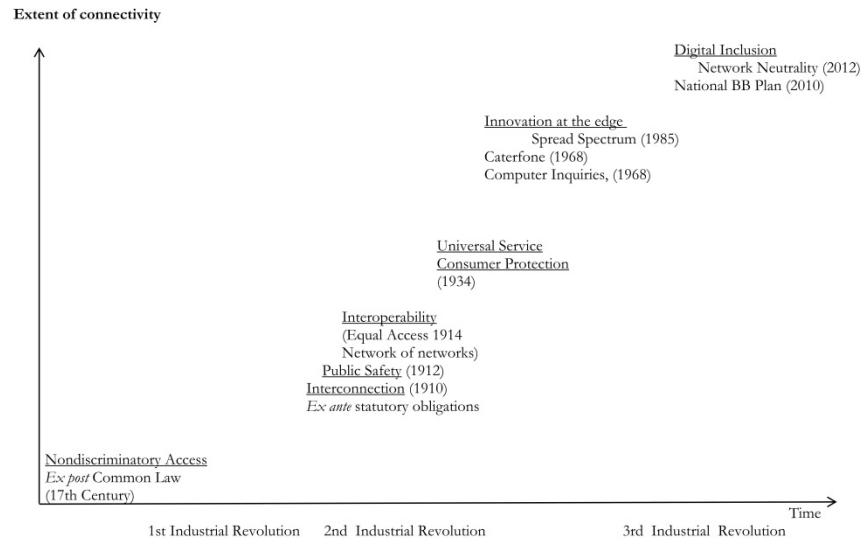 Extent of connectivity
Digital Inclusion
Network Neutrality (2012)
National BB Plan (2010)
Innovation at the edge
Spread Spectrum (1985)
Caterfone (1968)
Computer Inquiries, (1968)
Universal Service
Consumer Protection
(1934)
Interoperability
(Equal Access 1914
Network of networks)
Public Safety (1912)
Interconnection (1910)
Ex ante statutory obligations
Nondiscriminatory Access
Ex post Common Law
(17th Century)
Time
1st Industrial Revolution 2nd Industrial Revolution 3rd Industrial Revolution